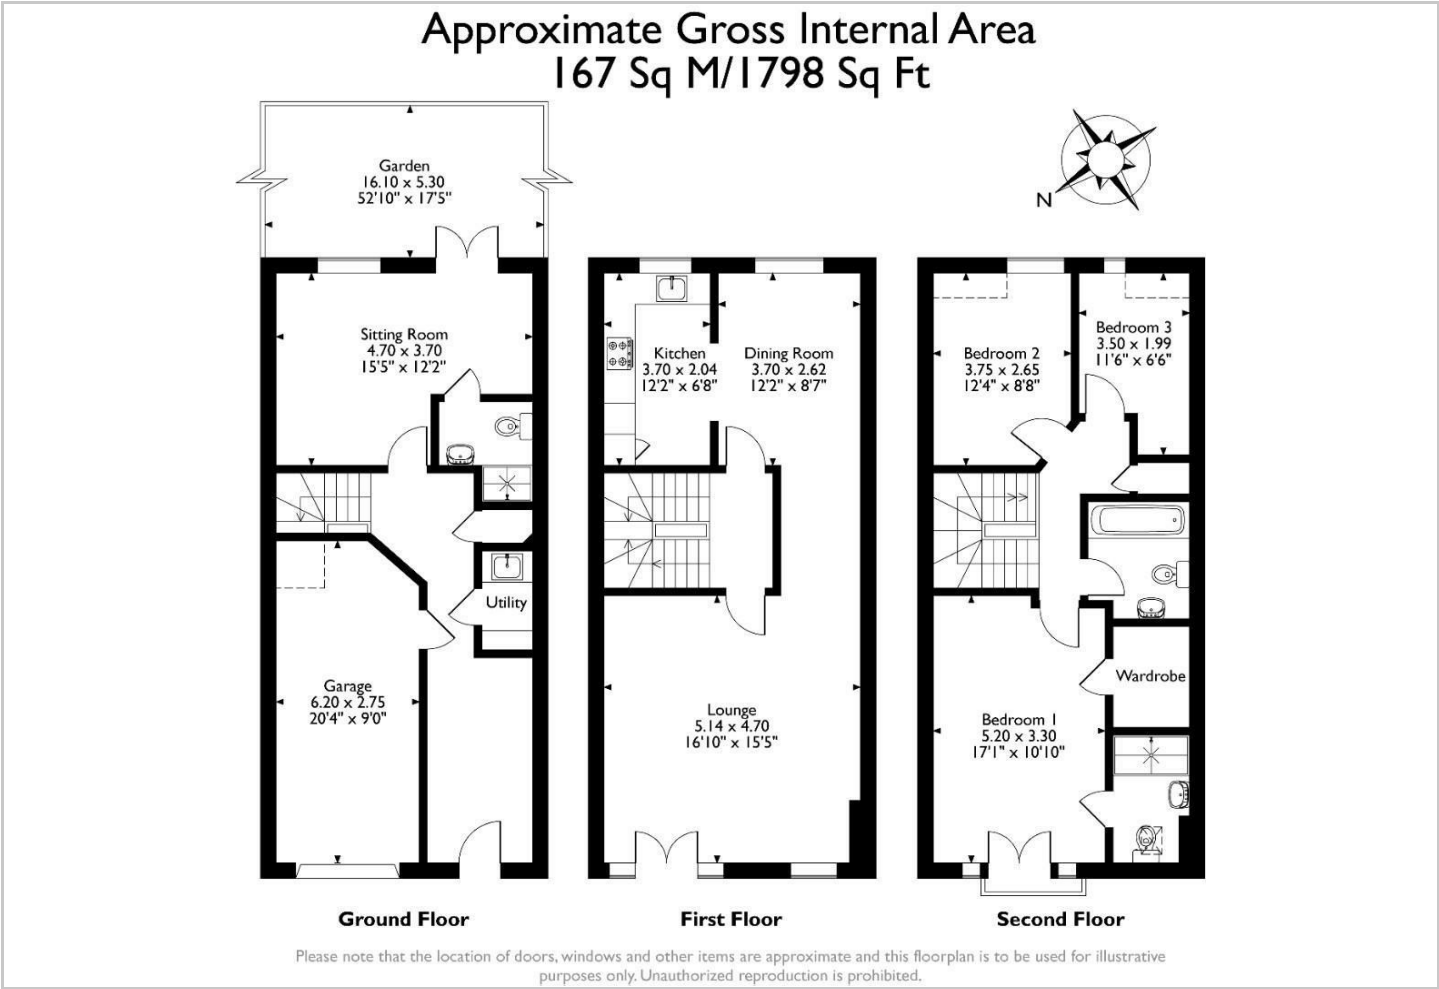 Approximate Gross Internal Area
167 Sq M/1798 Sq Ft
Garden
16.10 x 5.30
52'10" x 17'5"
N
Sitting Room
4.70 x 3.70
15'5" x 12'2"
Utility
Garage
6.20 x 2.75
20'4" x 9'0"
Ground Floor
Kitchen
3.70 x 2.04
12'2" x 6'8"
Dining Room
3.70 x 2.62
12'2" x 8'7"
Lounge
5.14 x 4.70
16'10" x 15'5"
First Floor
Bedroom 2
3.75 x 2.65
12'4" x 8'8"
Bedroom 3
3.50 x 1.99
11'6" x 6'6"
Wardrobe
Bedroom 1
5.20 x 3.30
17'1" x 10'10"
Second Floor
Please note that the location of doors, windows and other items are approximate and this floorplan is to be used for illustrative
purposes only. Unauthorized reproduction is prohibited.